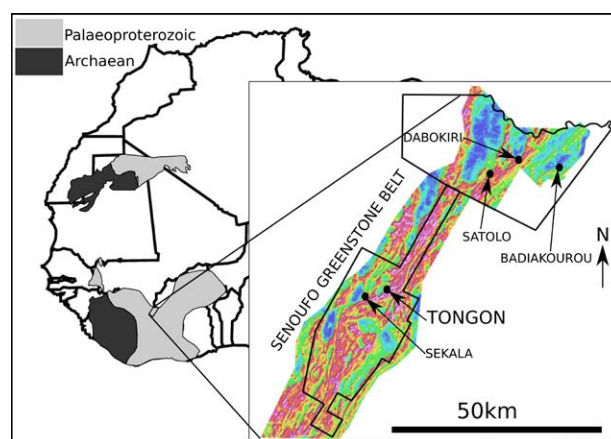 Palaeoproterozoic
Archaean
DABOKIRI
SATOLO
BADIAKOUROU
SENOUFO GREENSTONE BELT
N
TONGON
SEKALA
50km